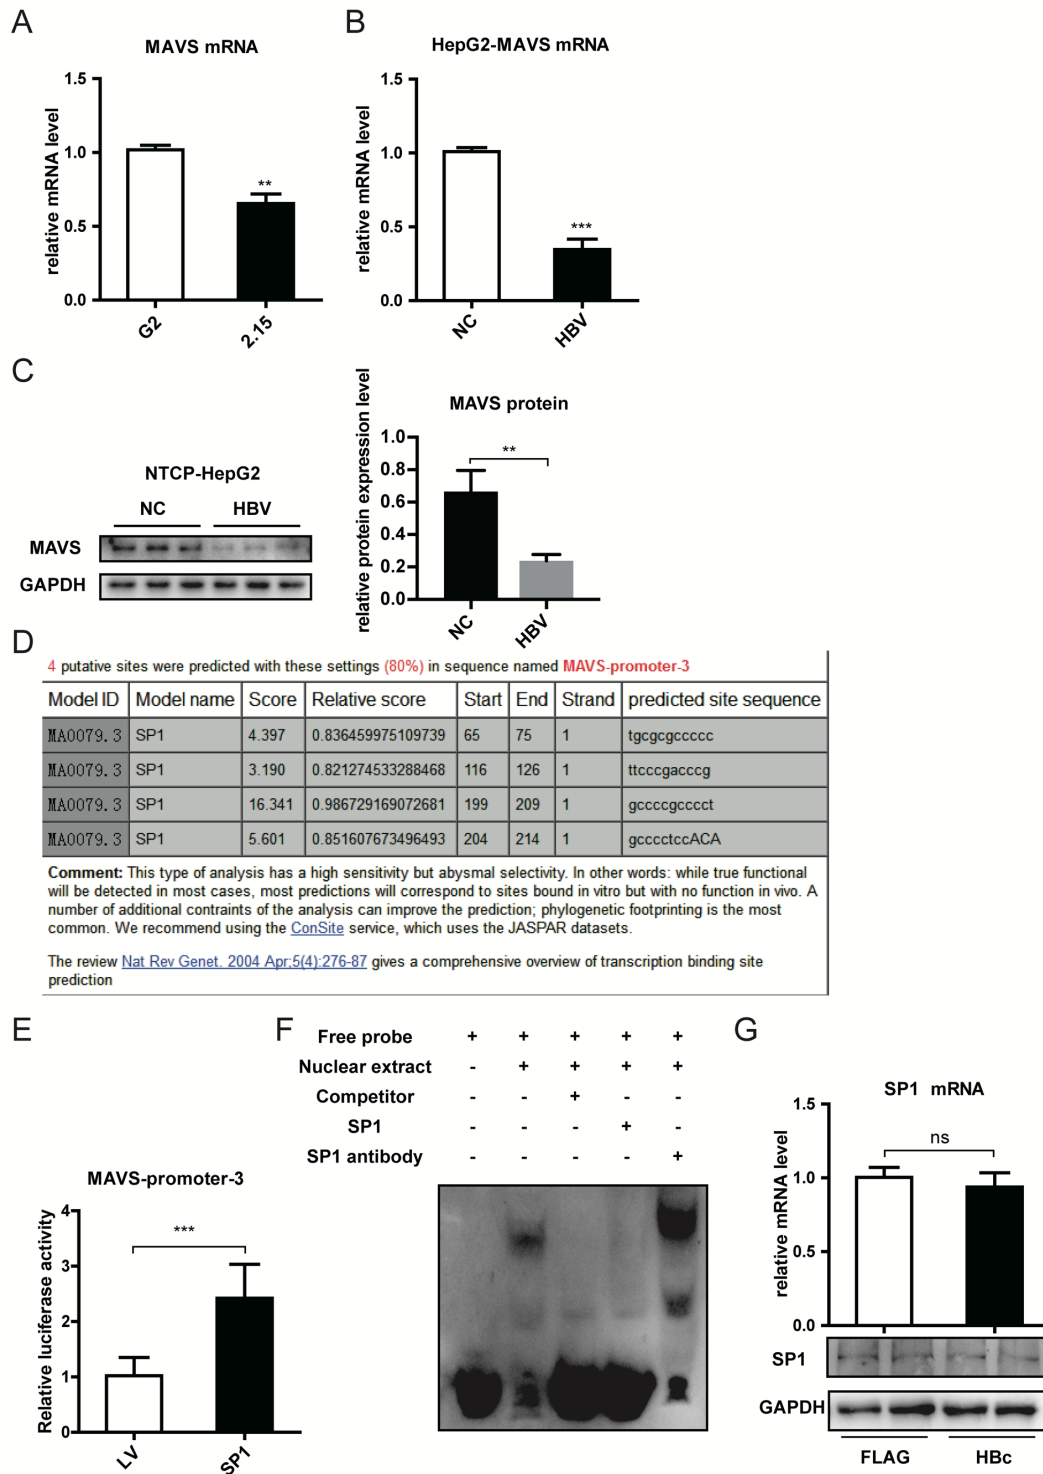 A
MAVS mRNA
relative mRNA level
1.5
1.0
0.5
0.0
**
G2
2.15
B
HepG2-MAVS mRNA
relative mRNA level
1.5
1.0
0.5
0.0
***
NC
HBV
C
NTCP-HepG2
NC HBV
MAVS
GAPDH
MAVS protein
relative protein expression level
1.0
0.8
0.6
0.4
0.2
0.0
**
NC
HBV
D
4 putative sites were predicted with these settings (80%) in sequence named MAVS-promoter-3
Model ID Model name Score Relative score Start End Strand predicted site sequence
MA0079.3 SP1 4.397 0.836459975109739 65 75 1 tgcgcgccccc
MA0079.3 SP1 3.190 0.821274533288468 116 126 1 ttcccgacccg
MA0079.3 SP1 16.341 0.986729169072681 199 209 1 gccccgcccct
MA0079.3 SP1 5.601 0.851607673496493 204 214 1 gcccctccACA
Comment: This type of analysis has a high sensitivity but abysmal selectivity. In other words: while true functional
will be detected in most cases, most predictions will correspond to sites bound in vitro but with no function in vivo. A
number of additional contraints of the analysis can improve the prediction; phylogenetic footprinting is the most
common. We recommend using the ConSite service, which uses the JASPAR datasets.
The review Nat Rev Genet. 2004 Apr;5(4):276-87 gives a comprehensive overview of transcription binding site
prediction
E
MAVS-promoter-3
Relative luciferase activity
4
3
2
1
0
***
LV
SP1
F
Free probe + + + + +
Nuclear extract - + + + +
Competitor - - + - -
SP1 - - - + -
SP1 antibody - - - - +
G
SP1 mRNA
relative mRNA level
1.5
1.0
0.5
0.0
ns
SP1
GAPDH
FLAG HBc